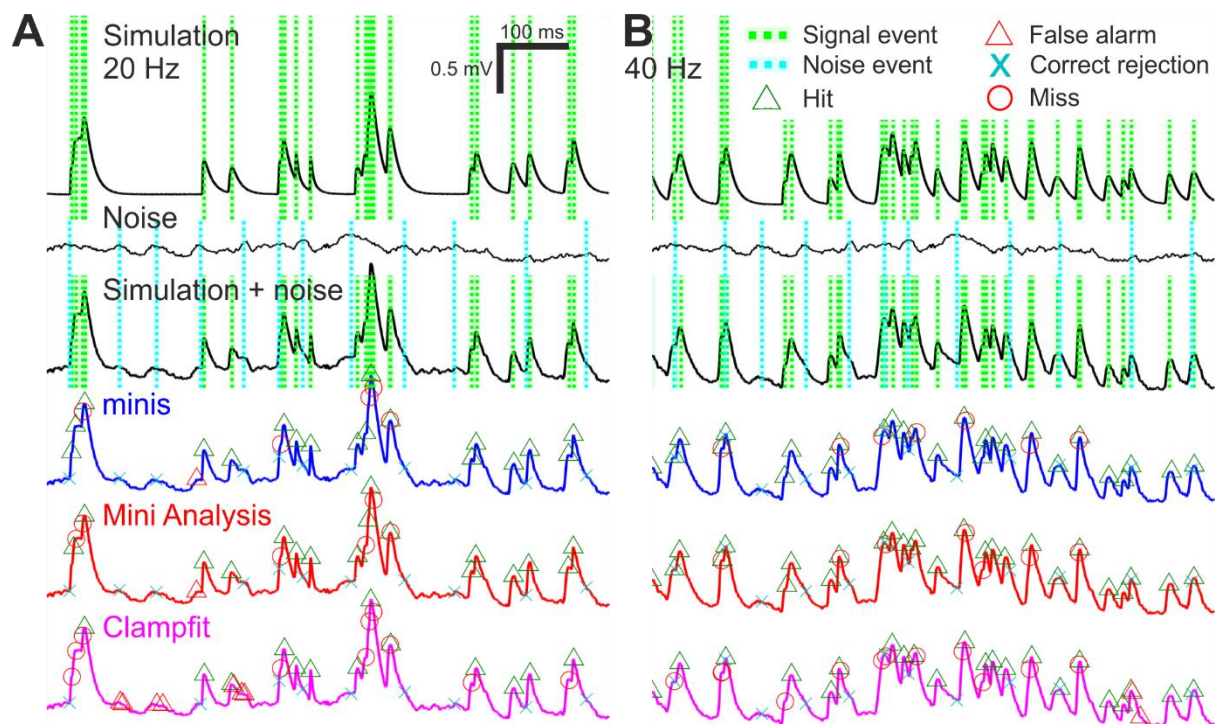 A
Simulation
20 Hz
100 ms
0.5 mV
Noise
Simulation + noise
minis
Mini Analysis
Clampfit
B
40 Hz
Signal event
Noise event
Hit
False alarm
Correct rejection
Miss